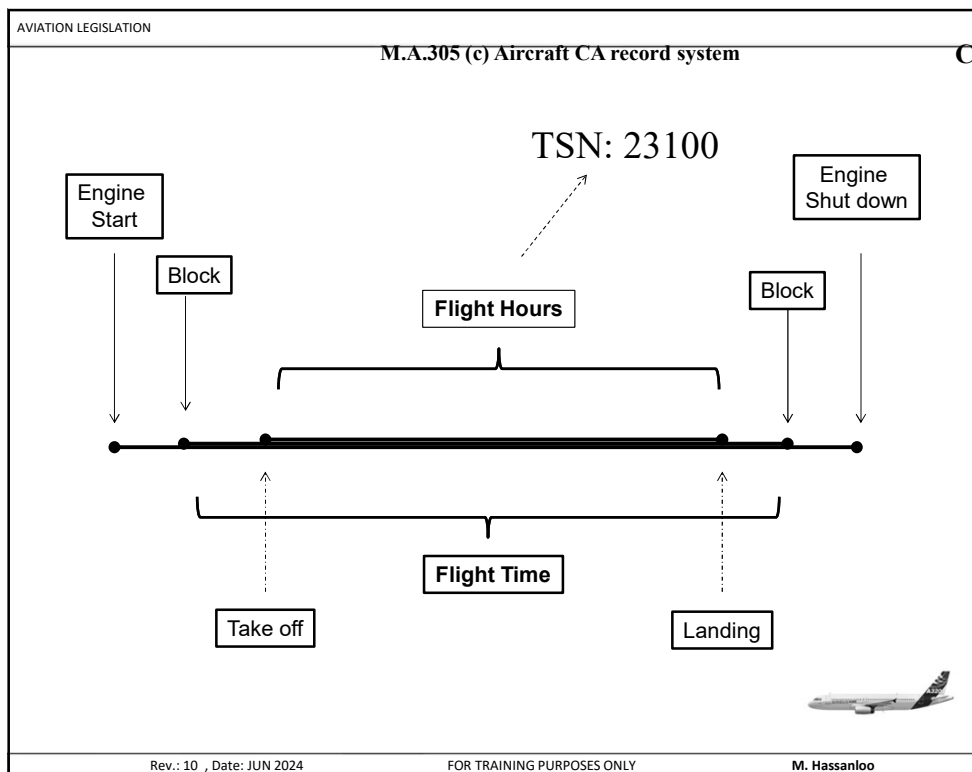 AVIATION LEGISLATION
M.A.305 (c) Aircraft CA record system
C
TSN: 23100
Engine
Start
Engine
Shut down
Block
Block
Flight Hours
Flight Time
Take off
Landing
A320
Rev.: 10 , Date: JUN 2024
FOR TRAINING PURPOSES ONLY
M. Hassanloo